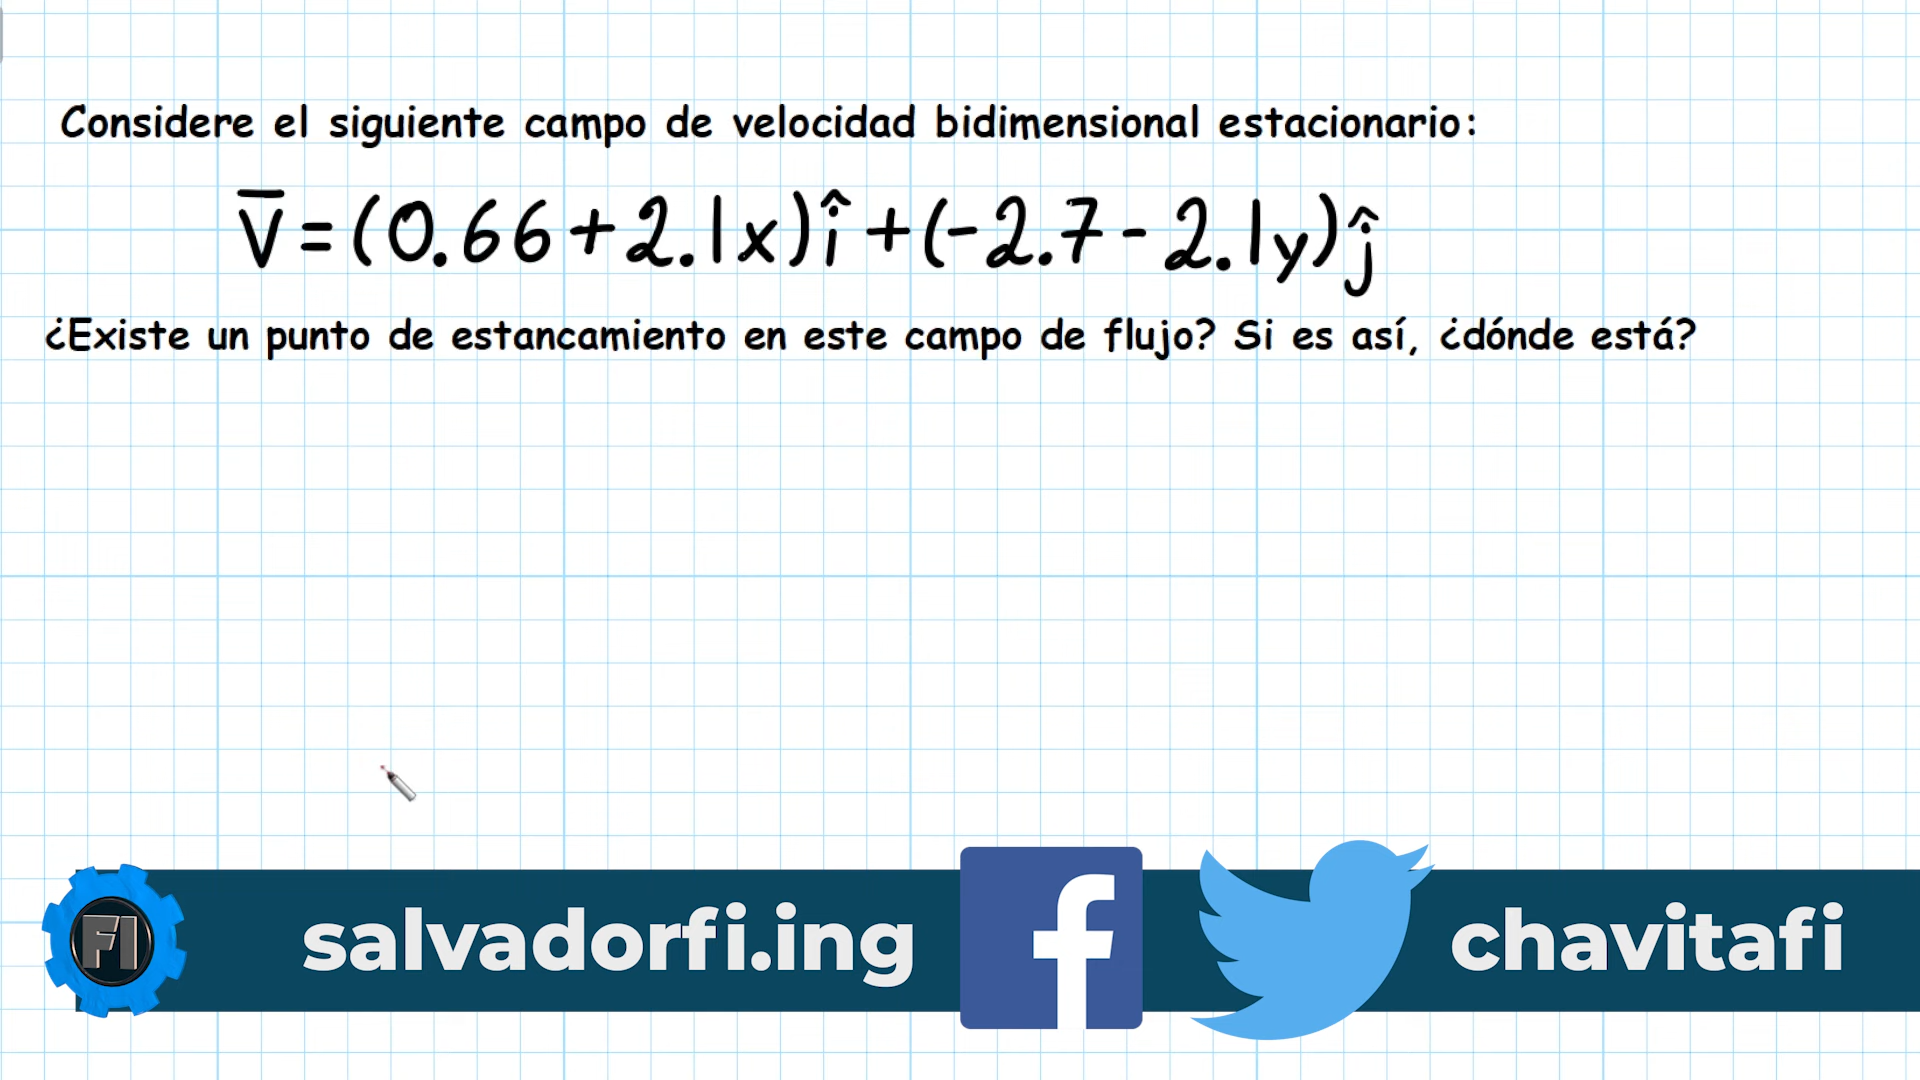 Considere el siguiente campo de velocidad bidimensional estacionario:
V̅ = (0.66 + 2.1x) î + (-2.7 - 2.1y) ĵ
¿Existe un punto de estancamiento en este campo de flujo? Si es así, ¿dónde está?
FI salvadorfi.ing f chavitafi